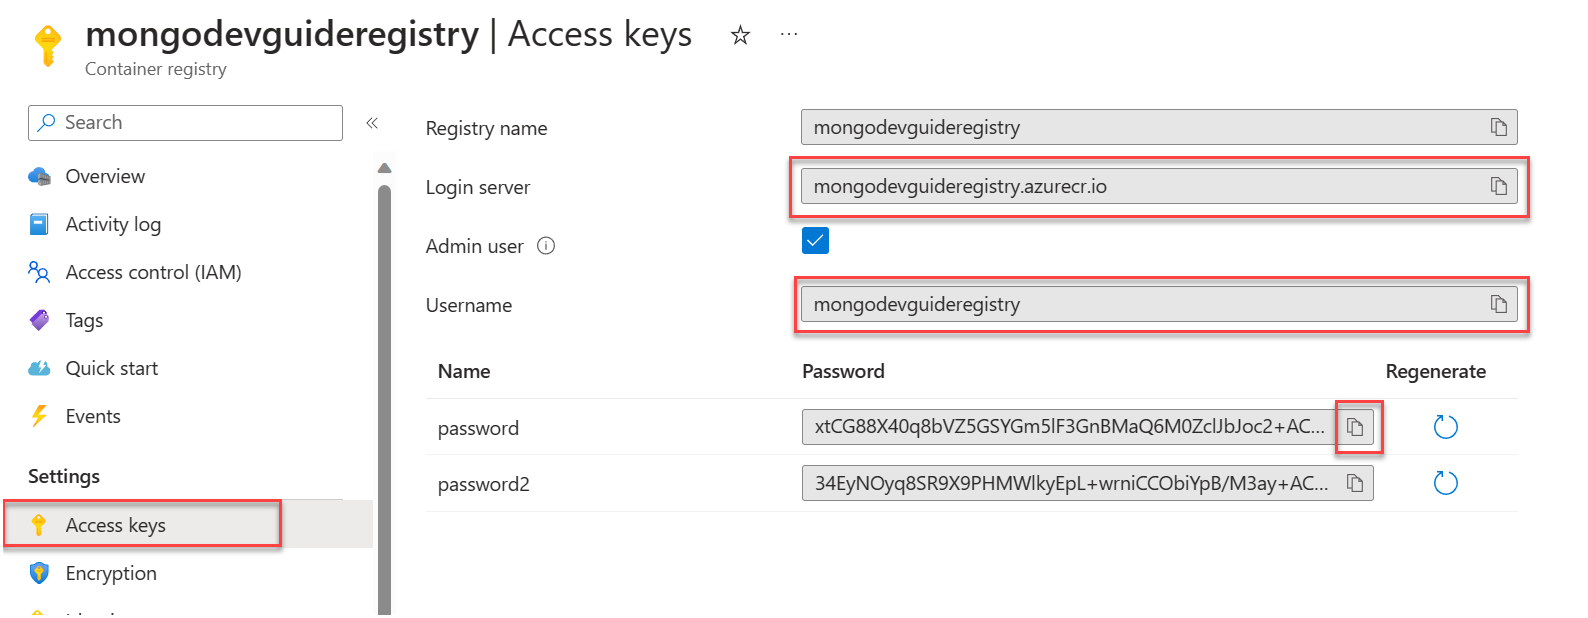 mongodevguideregistry | Access keys
Container registry
Search
Overview
Activity log
Access control (IAM)
Tags
Quick start
Events
Settings
Access keys
Encryption
Registry name
mongodevguideregistry
Login server
mongodevguideregistry.azurecr.io
Admin user
Username
mongodevguideregistry
Name Password Regenerate
password xtCG88X40q8bVZ5GSYGm5lF3GnBMaQ6M0ZclJbJoc2+AC...
password2 34EyNOyq8SR9X9PHMWlkyEpL+wrniCCObiYpB/M3ay+AC...